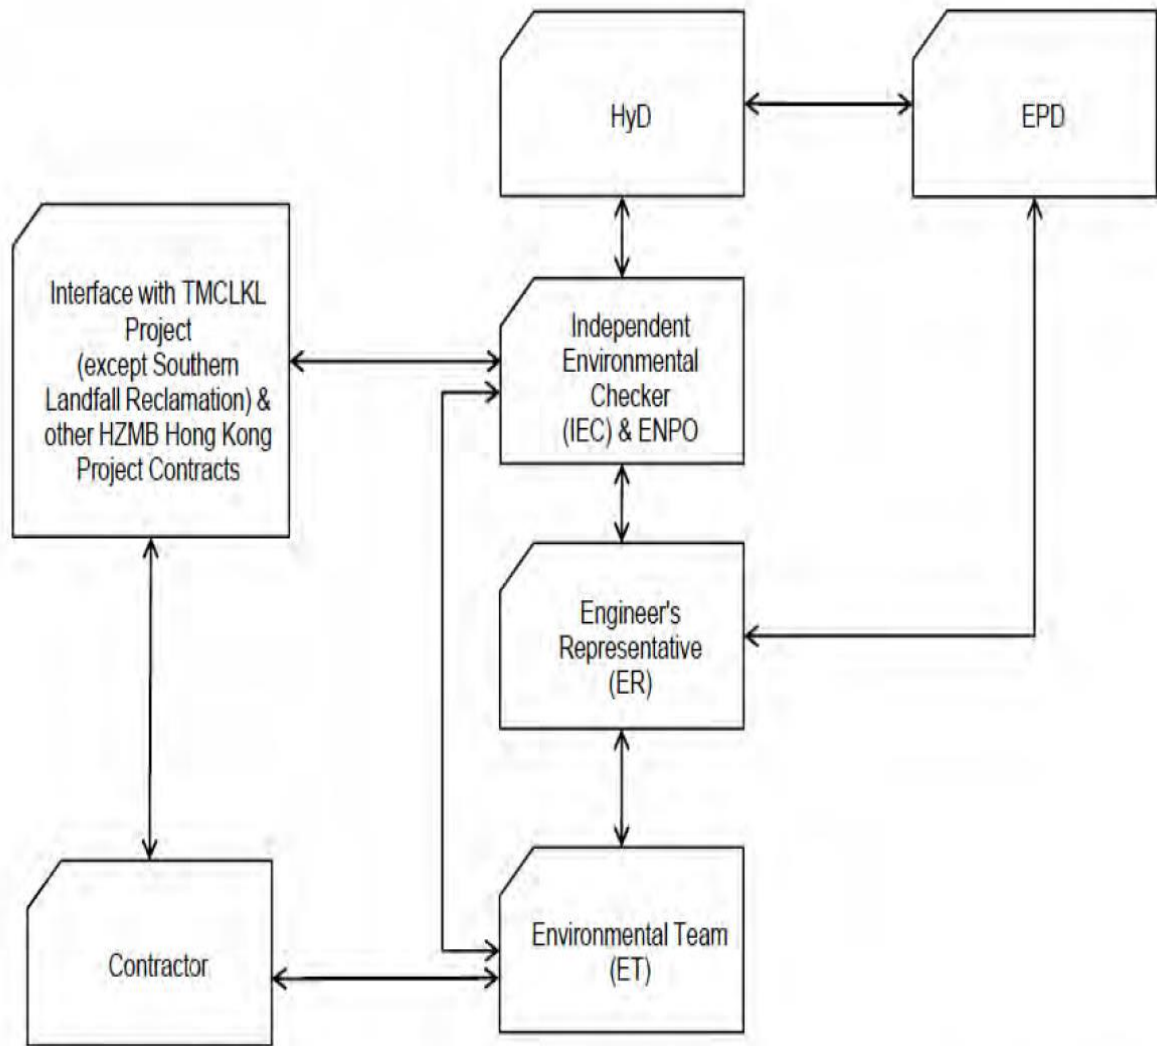 HyD
EPD
Interface with TMCLKL
Project
(except Southern
Landfall Reclamation) &
other HZMB Hong Kong
Project Contracts
Independent
Environmental
Checker
(IEC) & ENPO
Engineer's
Representative
(ER)
Contractor
Environmental Team
(ET)